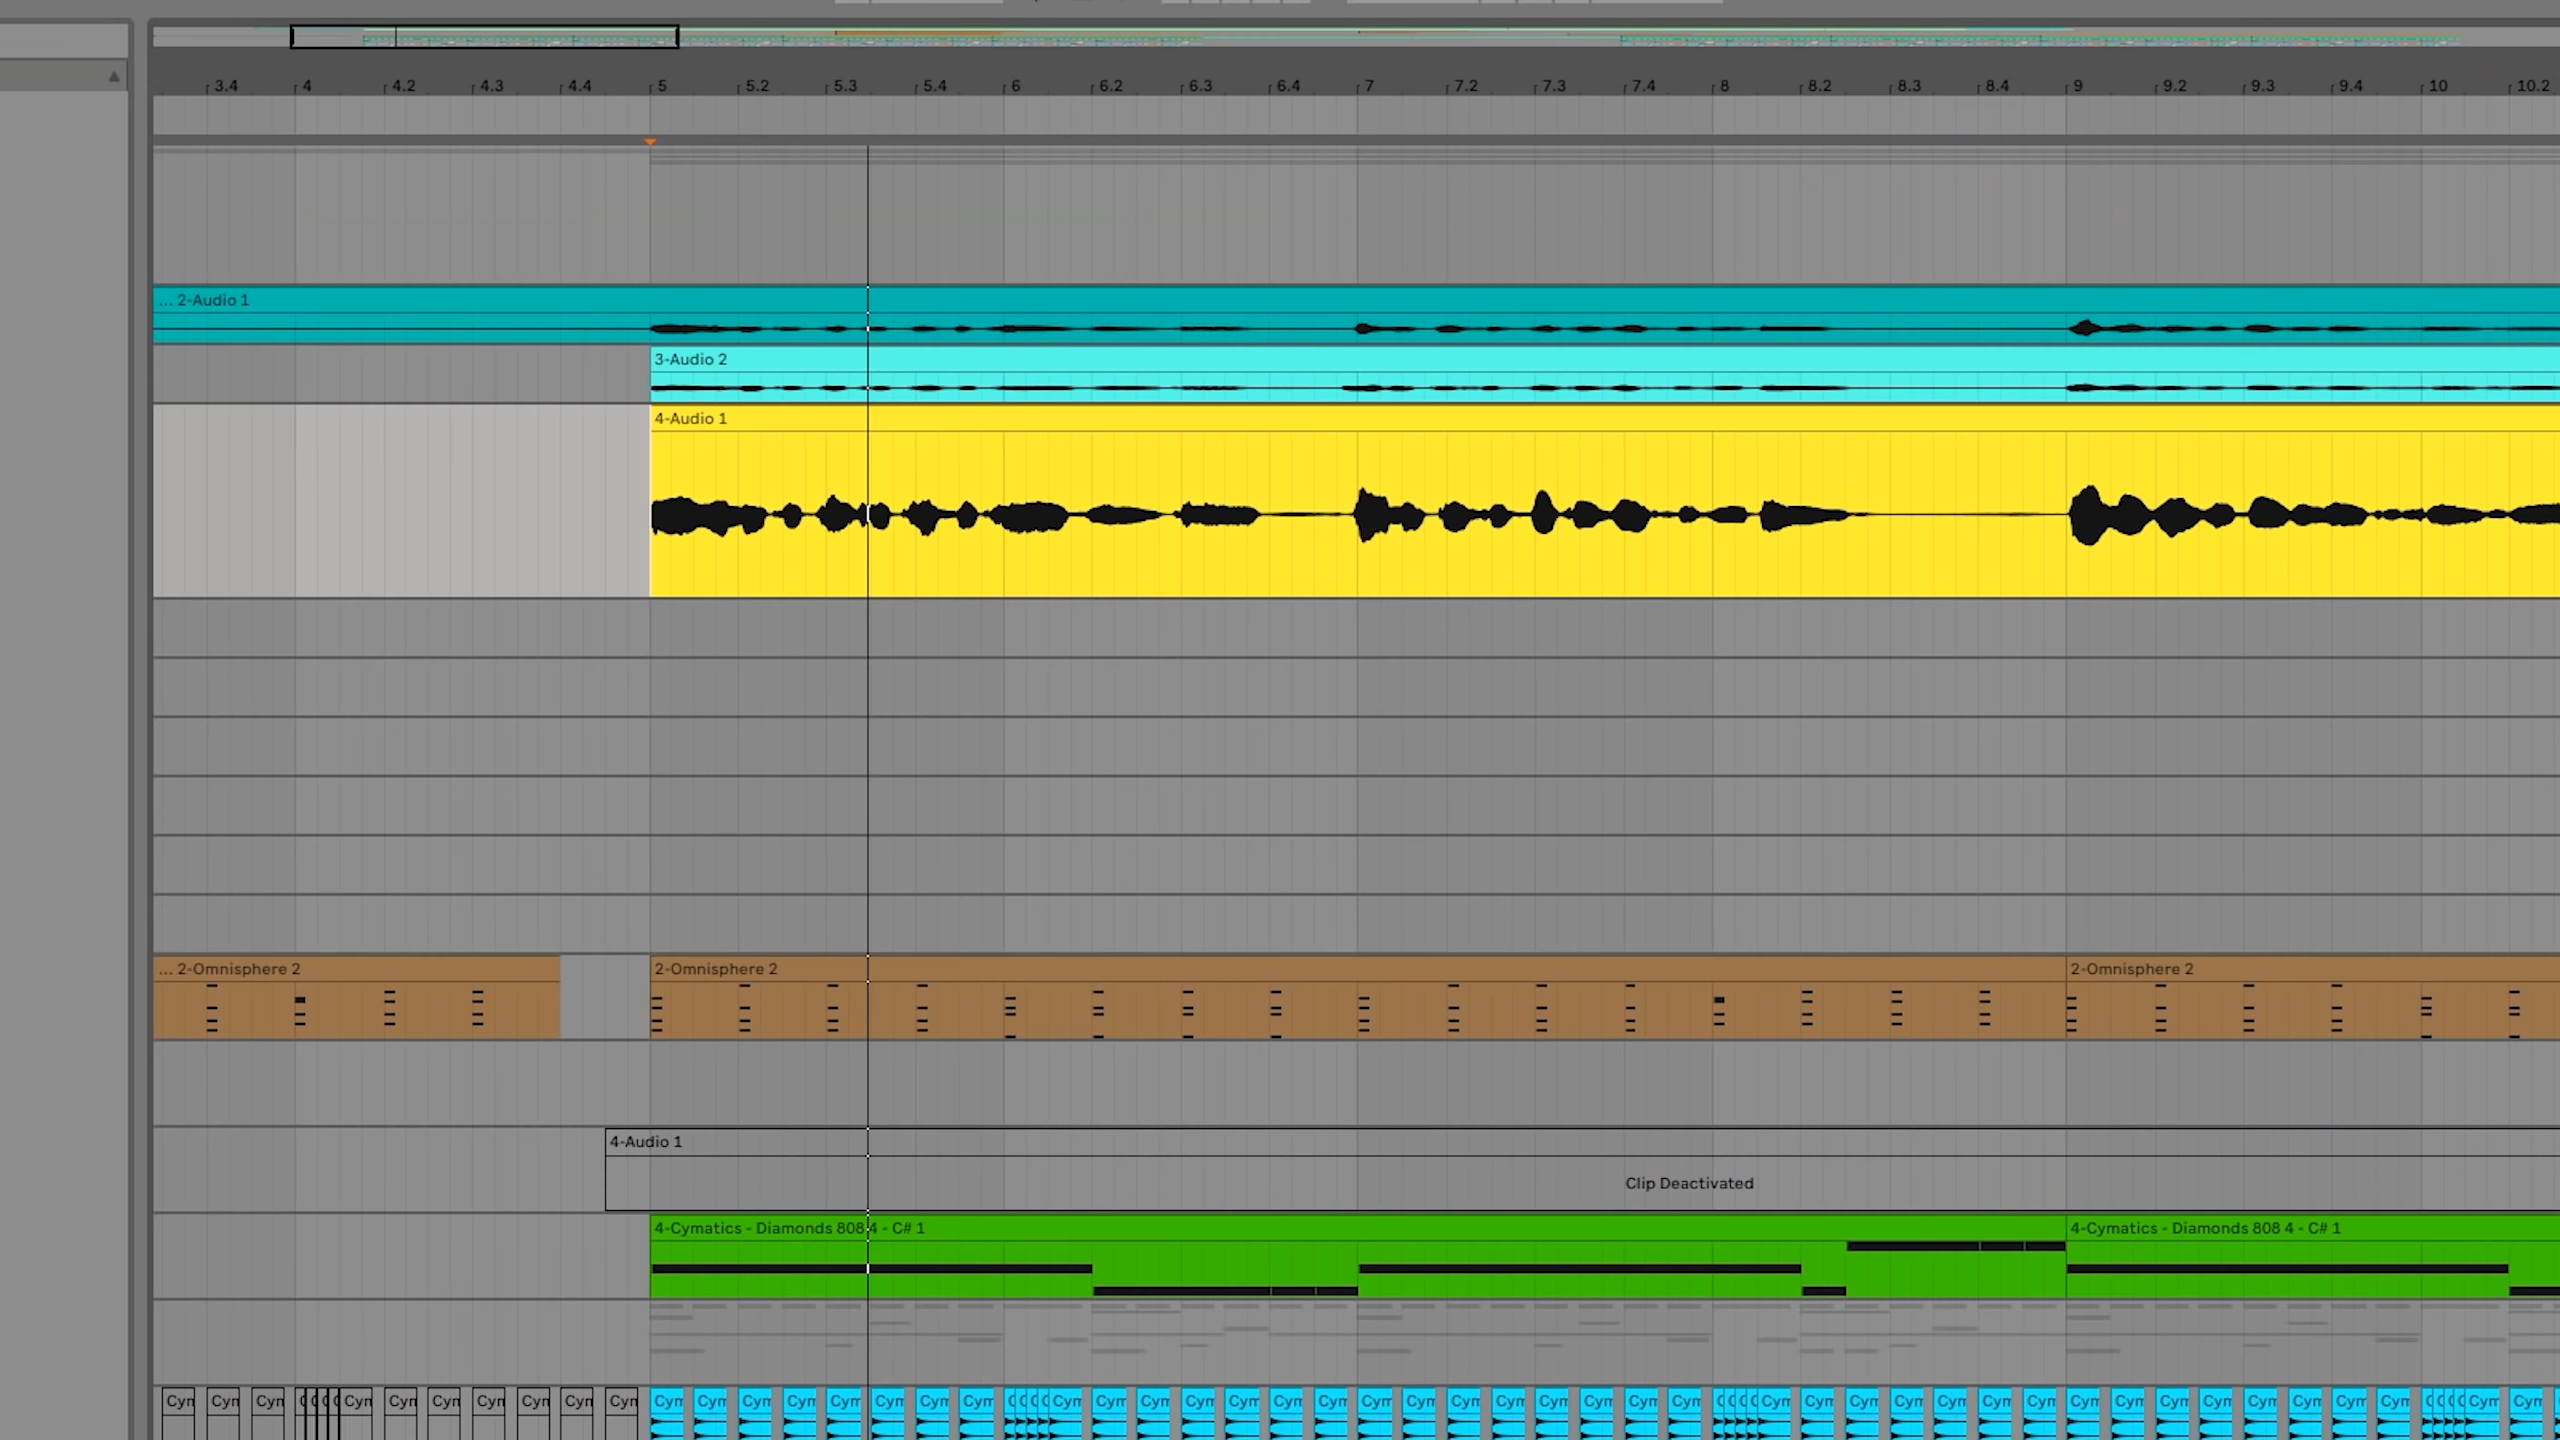 3.4 4 4.2 4.3 4.4 5 5.2 5.3 5.4 6 6.2 6.3 6.4 7 7.2 7.3 7.4 8 8.2 8.3 8.4 9 9.2 9.3 9.4 10 10.2
... 2-Audio 1
3-Audio 2
4-Audio 1
... 2-Omnisphere 2 2-Omnisphere 2 2-Omnisphere 2
4-Audio 1
Clip Deactivated
4-Cymatics - Diamonds 808 4 - C# 1 4-Cymatics - Diamonds 808 4 - C# 1